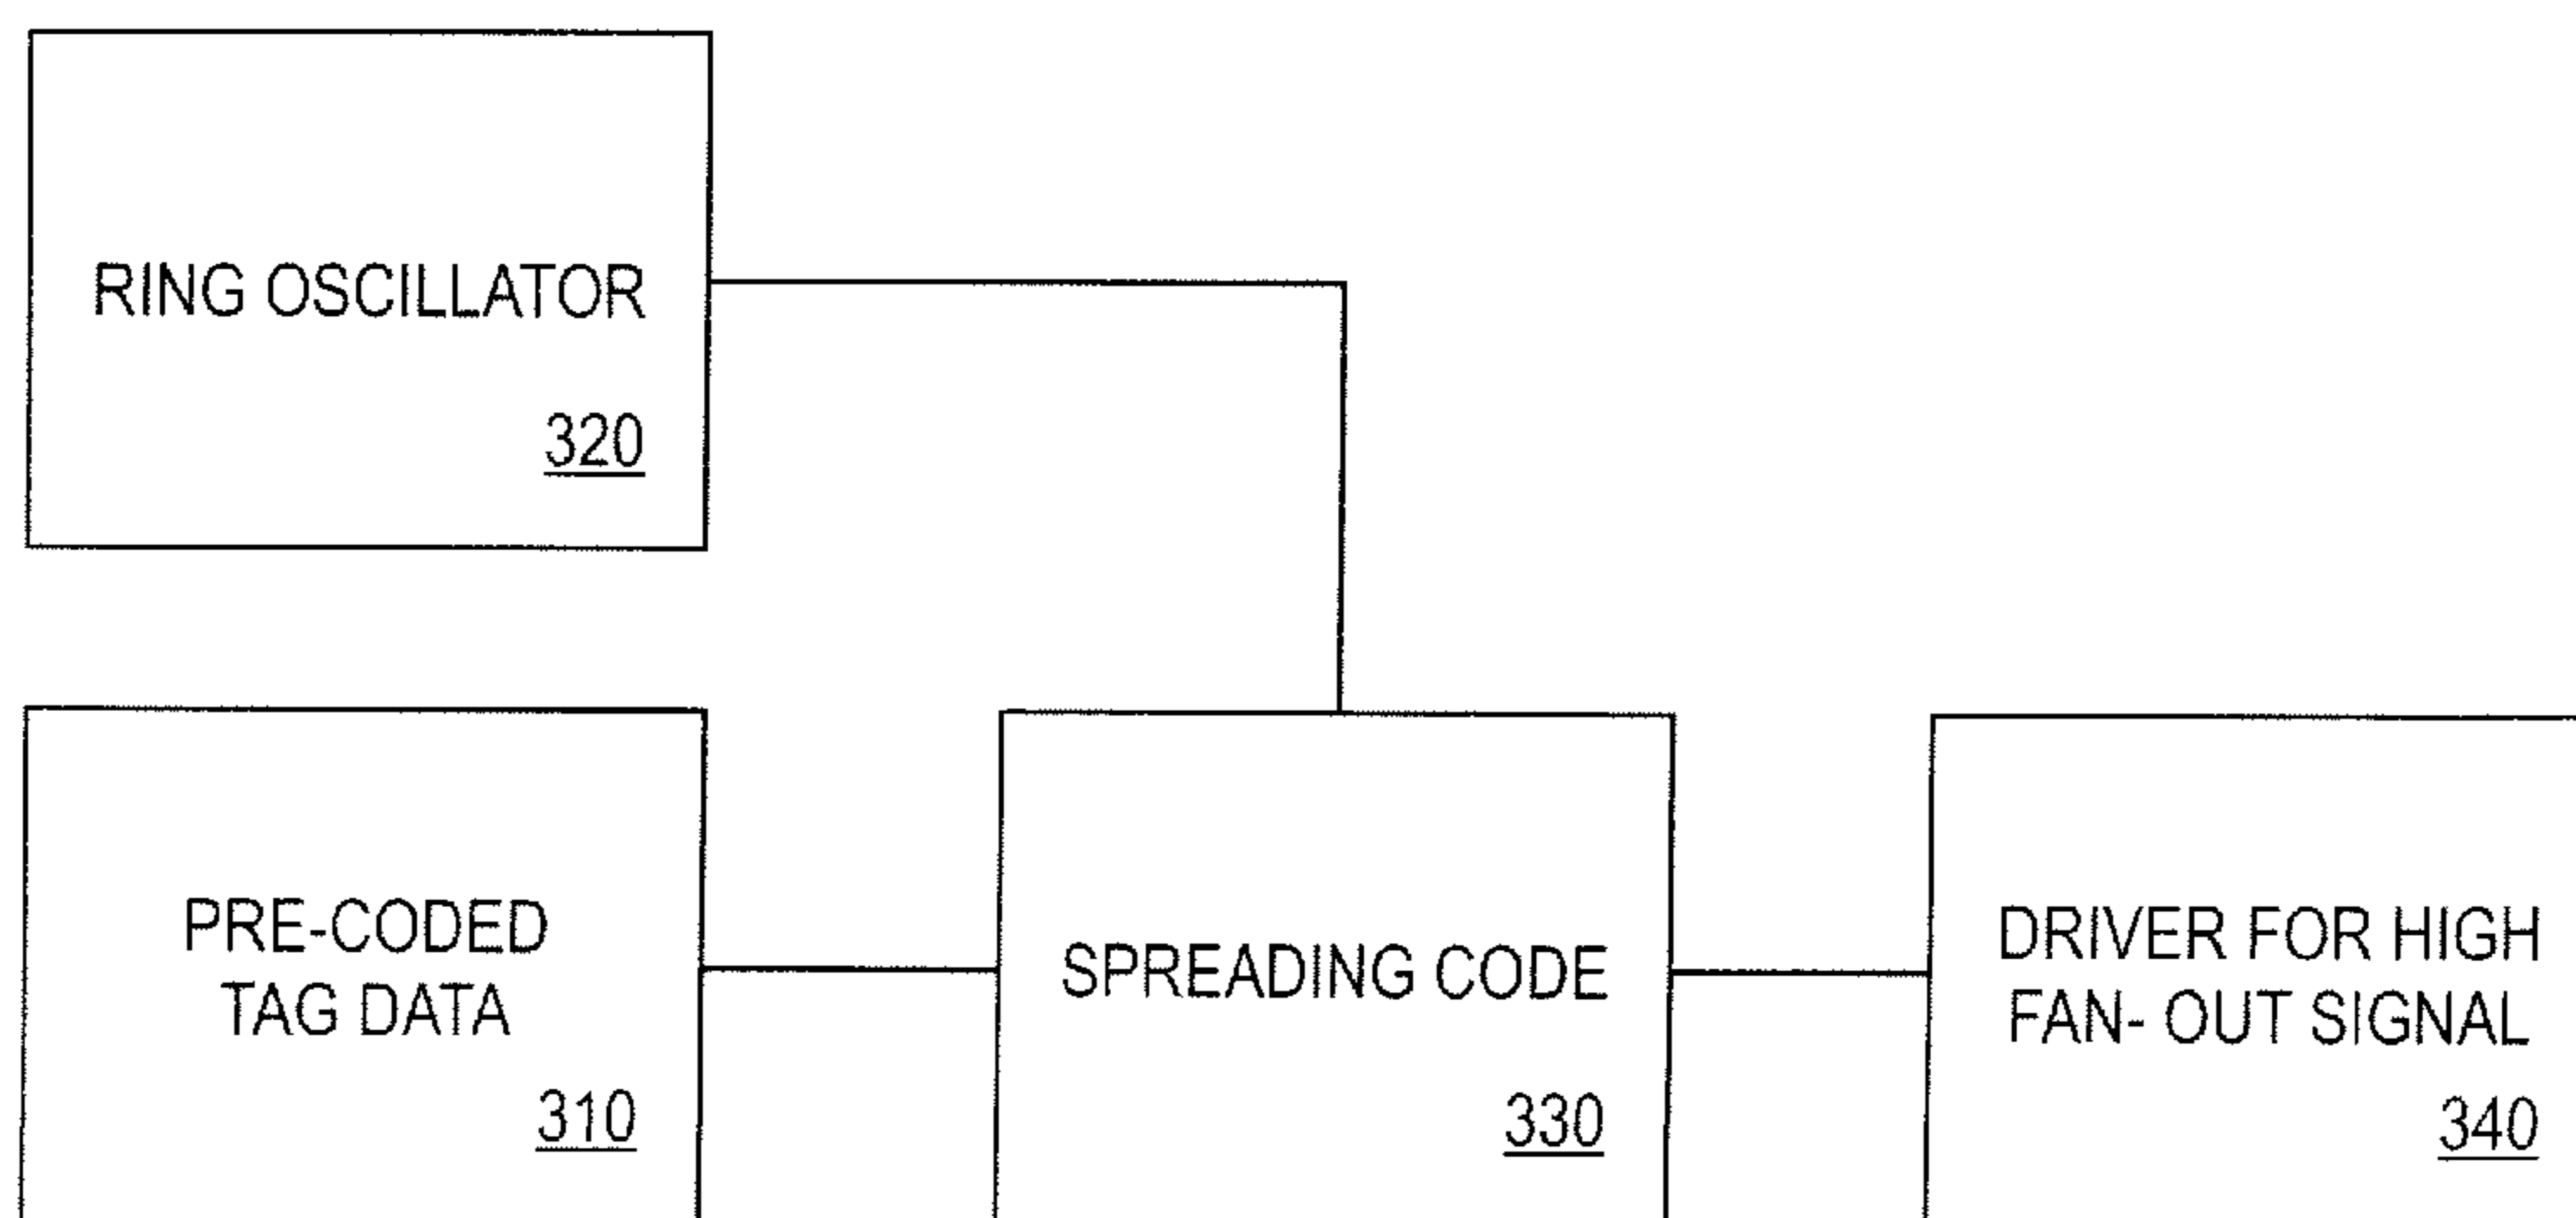 RING OSCILLATOR
320
PRE-CODED
TAG DATA
310
SPREADING CODE
330
DRIVER FOR HIGH
FAN- OUT SIGNAL
340